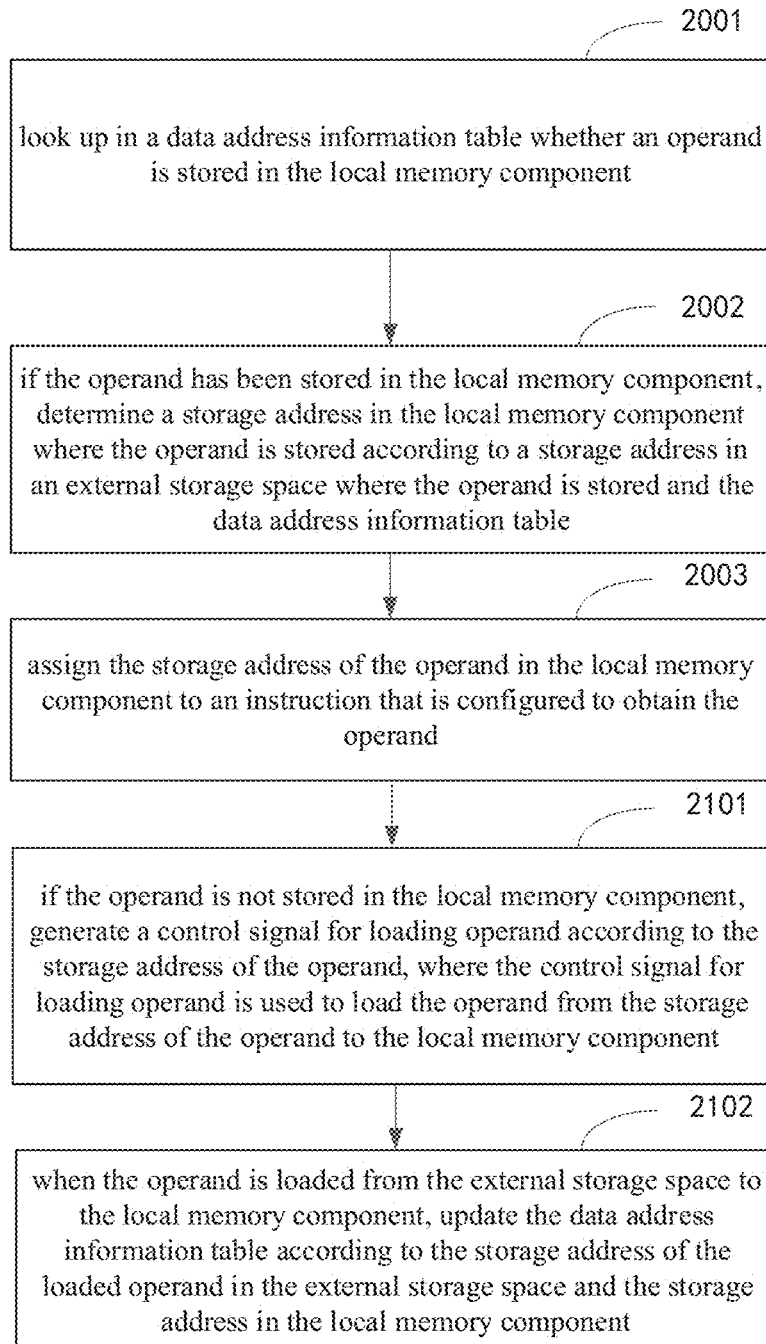 2001
look up in a data address information table whether an operand
is stored in the local memory component
2002
if the operand has been stored in the local memory component,
determine a storage address in the local memory component
where the operand is stored according to a storage address in
an external storage space where the operand is stored and the
data address information table
2003
assign the storage address of the operand in the local memory
component to an instruction that is configured to obtain the
operand
2101
if the operand is not stored in the local memory component,
generate a control signal for loading operand according to the
storage address of the operand, where the control signal for
loading operand is used to load the operand from the storage
address of the operand to the local memory component
2102
when the operand is loaded from the external storage space to
the local memory component, update the data address
information table according to the storage address of the
loaded operand in the external storage space and the storage
address in the local memory component